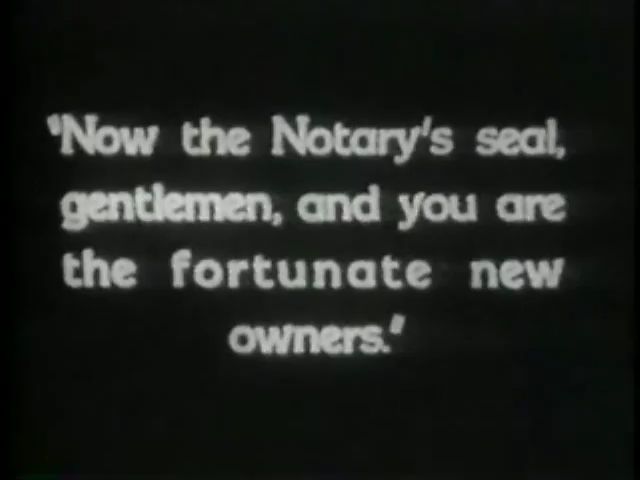 "Now the Notary's seal,
gentlemen, and you are
the fortunate new
owners."